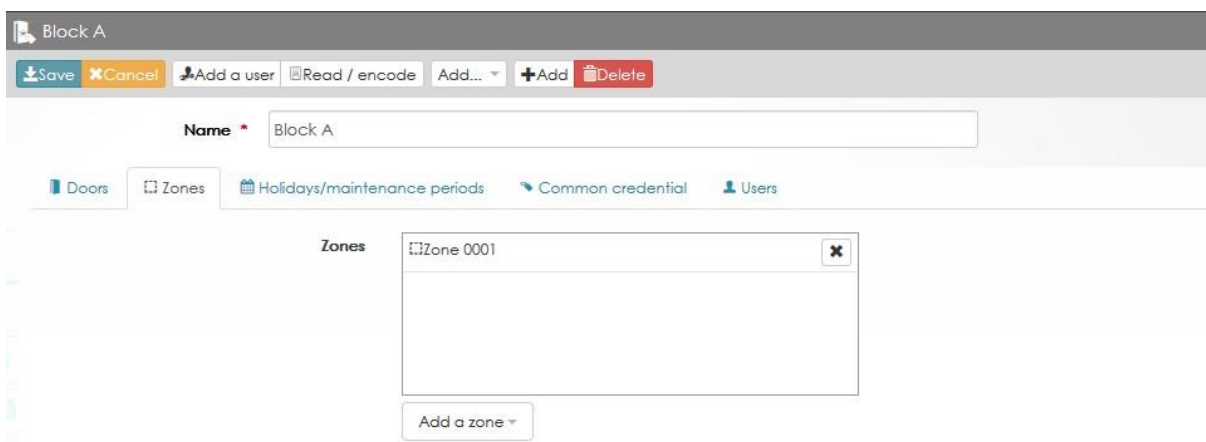 Block A
Save Cancel Add a user Read / encode Add... Add Delete
Name * Block A
Doors Zones Holidays/maintenance periods Common credential Users
Zones Zone 0001
Add a zone